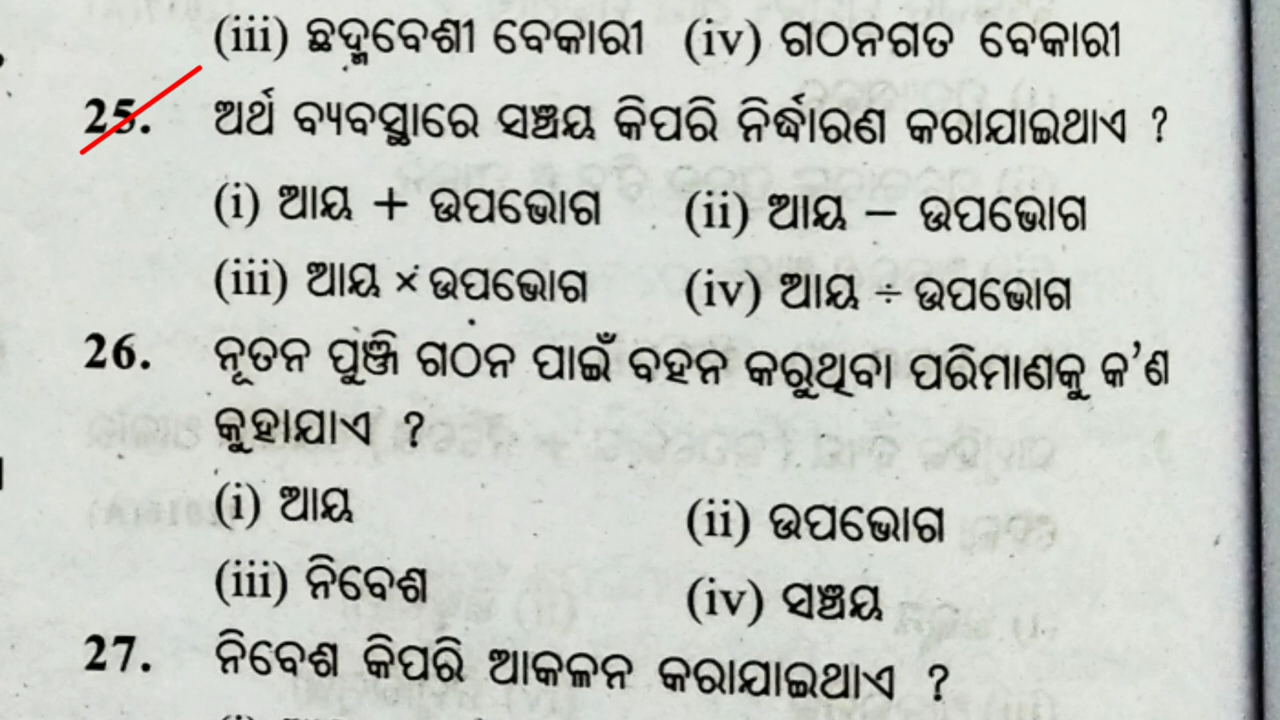 (iii) ଛଦ୍ମବେଶୀ ବେକାରୀ (iv) ଗଠନଗତ ବେକାରୀ
25. ଅର୍ଥ ବ୍ୟବସ୍ଥାରେ ସଞ୍ଚୟ କିପରି ନିର୍ଦ୍ଧାରଣ କରାଯାଇଥାଏ ?
(i) ଆୟ + ଉପଭୋଗ (ii) ଆୟ − ଉପଭୋଗ
(iii) ଆୟ × ଉପଭୋଗ (iv) ଆୟ ÷ ଉପଭୋଗ
26. ନୂତନ ପୁଞ୍ଜି ଗଠନ ପାଇଁ ବହନ କରୁଥିବା ପରିମାଣକୁ କ'ଣ
କୁହାଯାଏ ?
(i) ଆୟ (ii) ଉପଭୋଗ
(iii) ନିବେଶ (iv) ସଞ୍ଚୟ
27. ନିବେଶ କିପରି ଆକଳନ କରାଯାଇଥାଏ ?